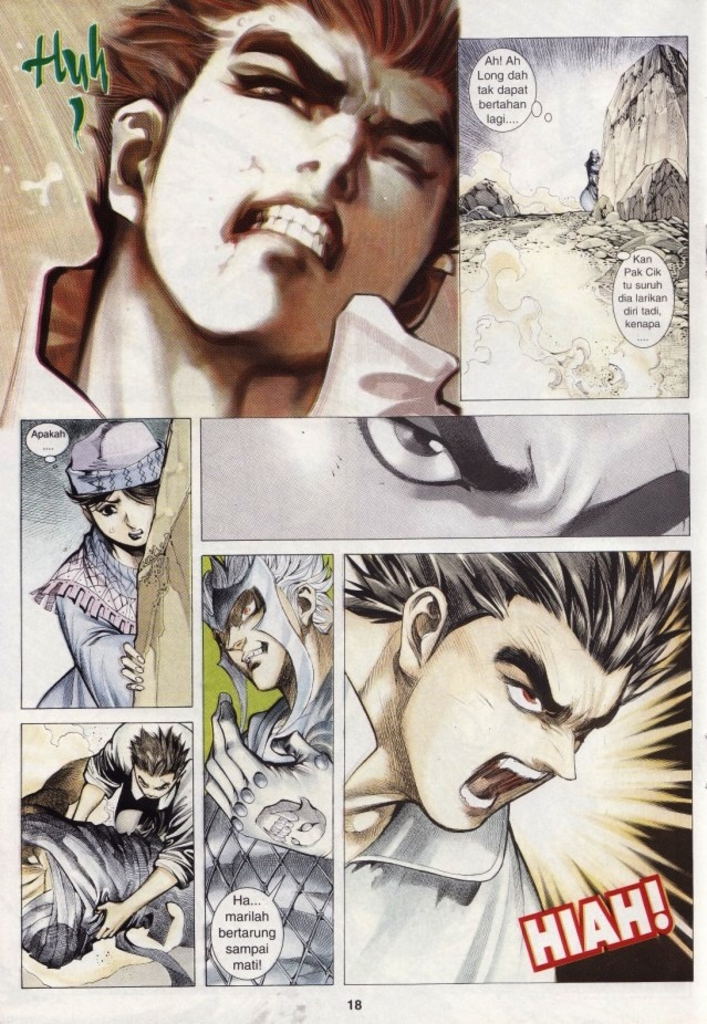 Huh!
Ah! Ah
Long dah
tak dapat
bertahan
lagi....
Kan
Pak Cik
tu suruh
dia larikan
diri tadi,
kenapa
....
Apakah
....
Ha...
marilah
bertarung
sampai
mati!
HIAH!
18